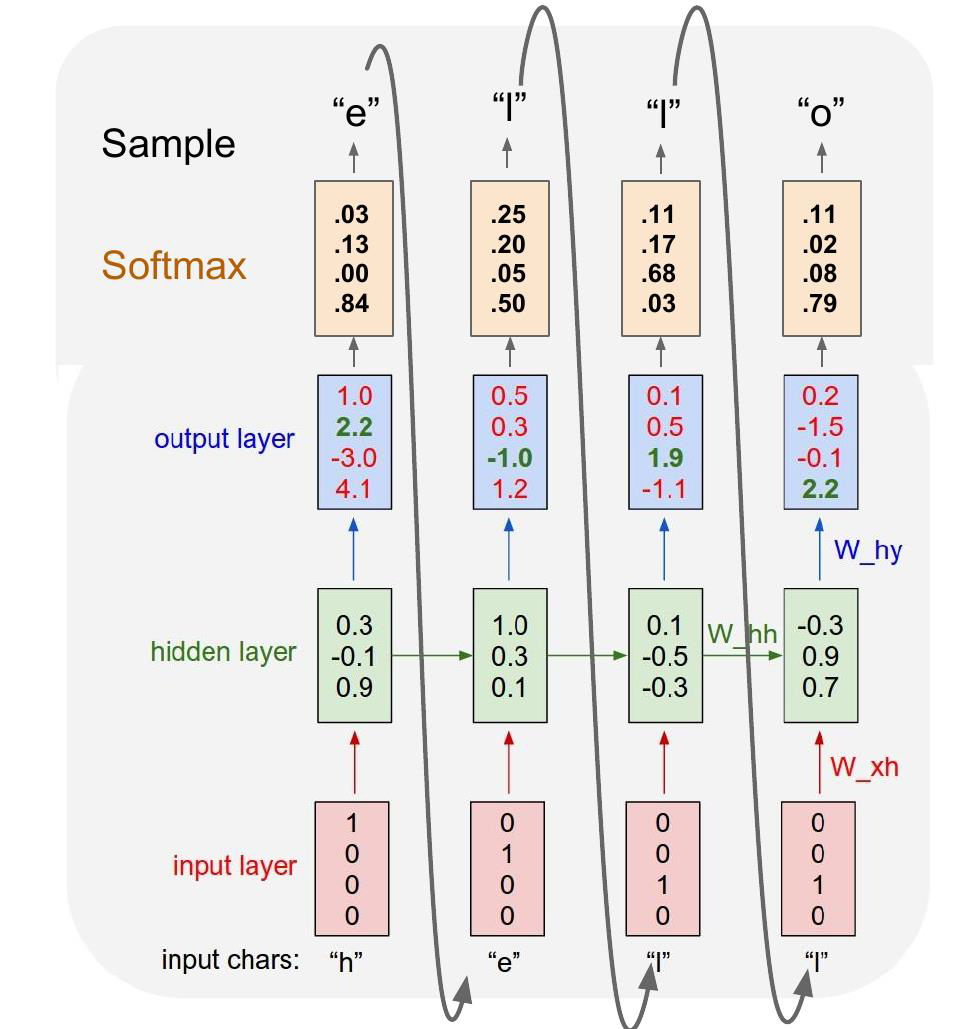 “e” “l” “l” “o”
Sample
.03 .25 .11 .11
.13 .20 .17 .02
Softmax
.00 .05 .68 .08
.84 .50 .03 .79
1.0 0.5 0.1 0.2
2.2 0.3 0.5 -1.5
output layer
-3.0 -1.0 1.9 -0.1
4.1 1.2 -1.1 2.2
W_hy
0.3 1.0 0.1 -0.3
W_hh
hidden layer -0.1 0.3 -0.5 0.9
0.9 0.1 -0.3 0.7
W_xh
1 0 0 0
0 1 0 0
input layer
0 0 1 1
0 0 0 0
input chars: “h” “e” “l” “l”